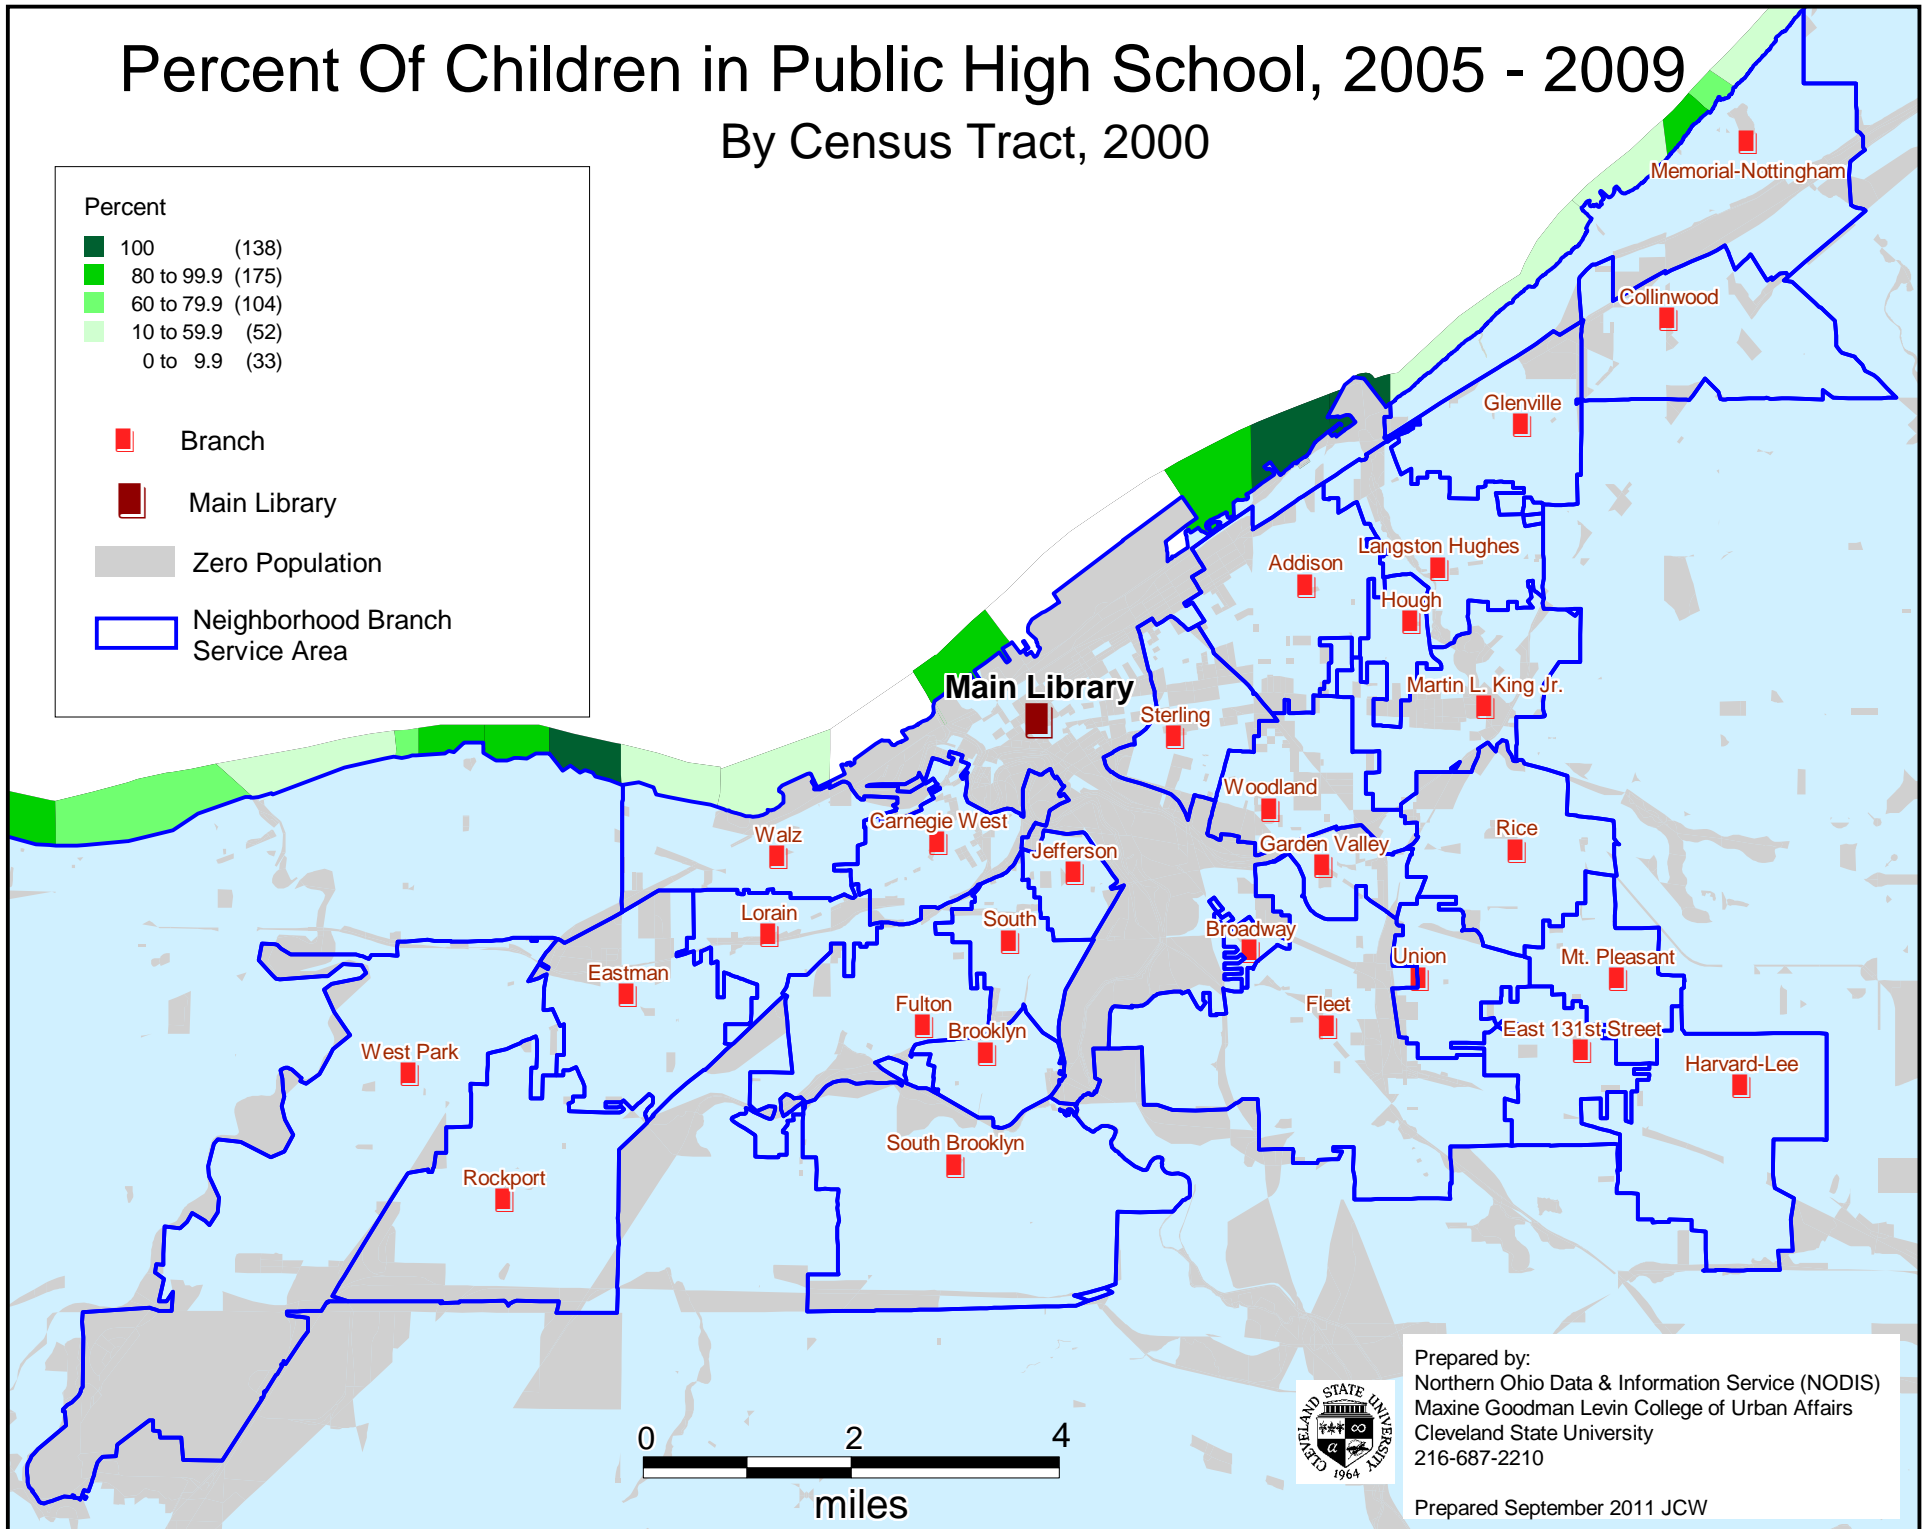 Percent Of Children in Public High School, 2005 - 2009
By Census Tract, 2000
Percent
100 (138)
80 to 99.9 (175)
60 to 79.9 (104)
10 to 59.9 (52)
0 to 9.9 (33)
Branch
Main Library
Zero Population
Neighborhood Branch
Service Area
Memorial-Nottingham
Collinwood
Glenville
Langston Hughes
Addison
Hough
Main Library
Martin L. King Jr.
Sterling
Woodland
Carnegie West
Walz
Rice
Garden Valley
Jefferson
Lorain
South
Broadway
Union
Mt. Pleasant
Eastman
Fulton
Fleet
Brooklyn
East 131st Street
West Park
Harvard-Lee
South Brooklyn
Rockport
0 2 4
miles
CLEVELAND STATE UNIVERSITY
1964
Prepared by:
Northern Ohio Data & Information Service (NODIS)
Maxine Goodman Levin College of Urban Affairs
Cleveland State University
216-687-2210
Prepared September 2011 JCW